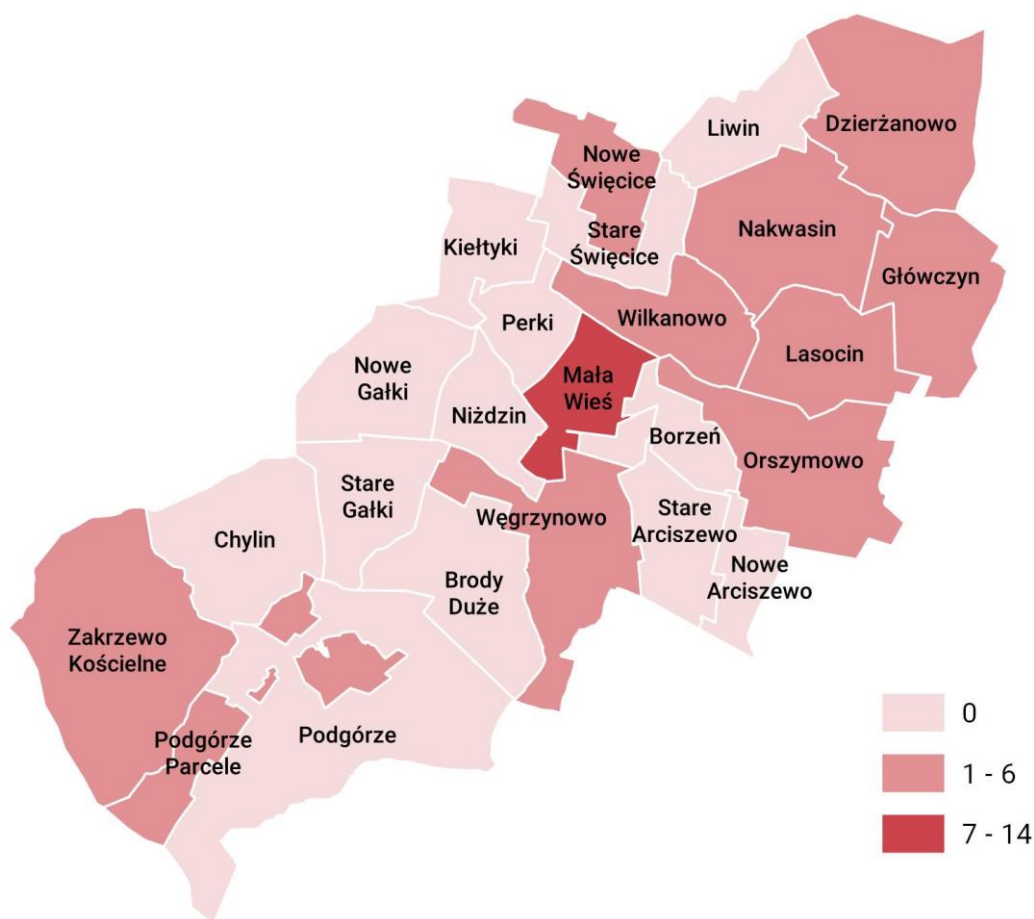 Liwin
Dzierżanowo
Nowe
Święcice
Stare
Święcice
Nakwasin
Kiełtyki
Główczyn
Perki
Wilkanowo
Lasocin
Nowe
Gałki
Mała
Wieś
Niżdzin
Borzeń
Orszymowo
Stare
Gałki
Węgrzynowo
Stare
Arciszewo
Chylin
Nowe
Arciszewo
Brody
Duże
Zakrzewo
Kościelne
Podgórze
Parcele
Podgórze
0
1 - 6
7 - 14